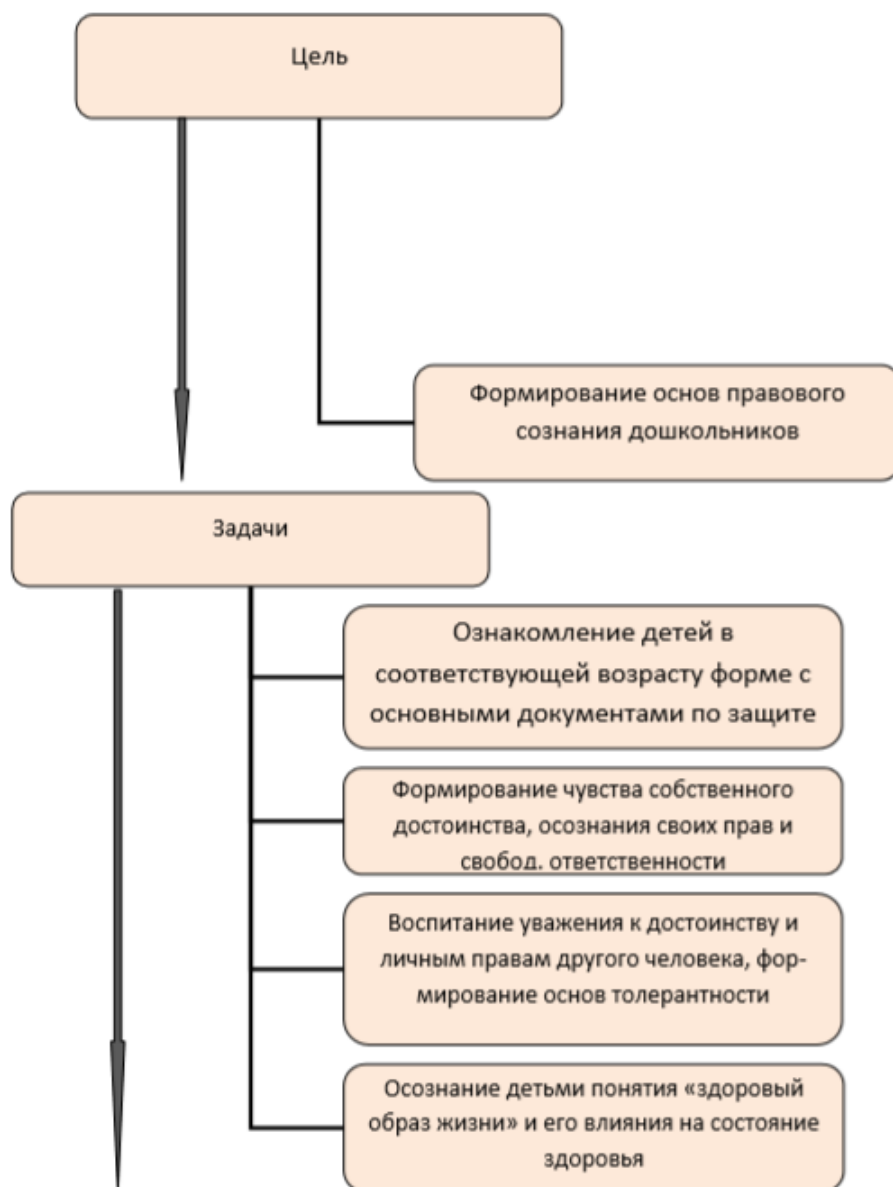 Цель
Формирование основ правового
сознания дошкольников
Задачи
Ознакомление детей в
соответствующей возрасту форме с
основными документами по защите
Формирование чувства собственного
достоинства, осознания своих прав и
свобод, ответственности
Воспитание уважения к достоинству и
личным правам другого человека, фор-
мирование основ толерантности
Осознание детьми понятия «здоровый
образ жизни» и его влияния на состояние
здоровья